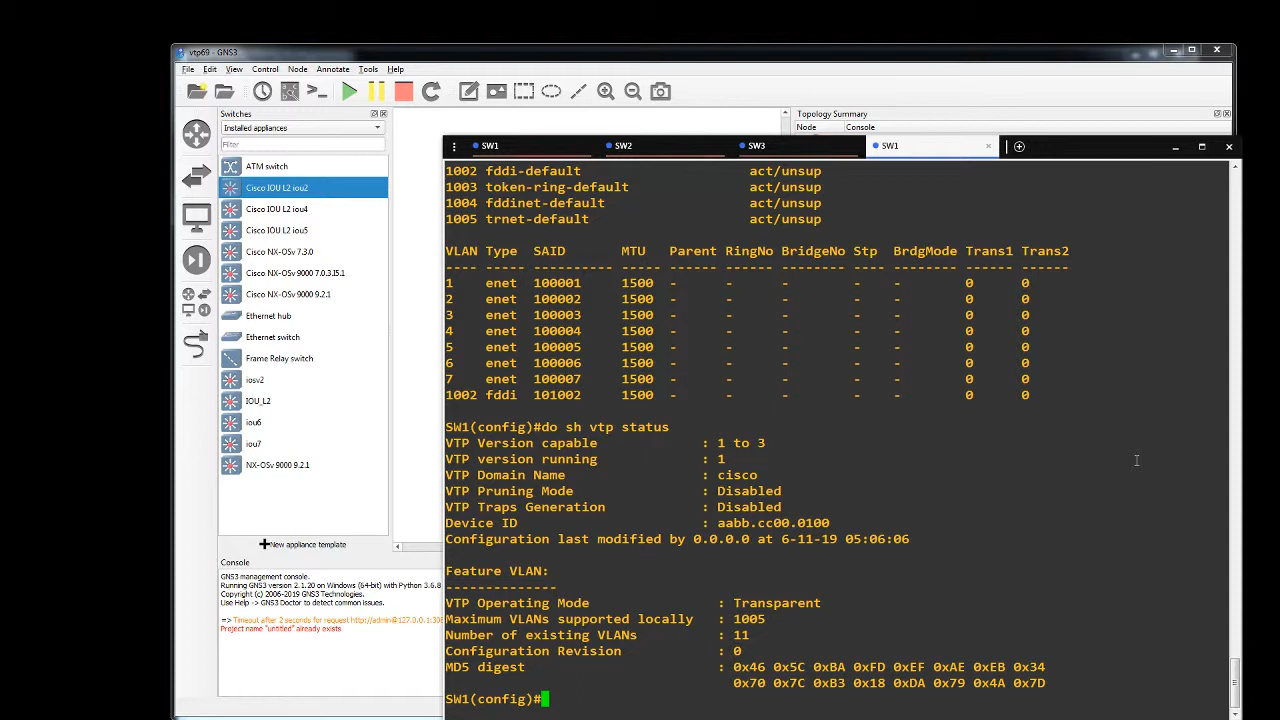 vtp69 - GNS3
File Edit View Control Node Annotate Tools Help
Switches
Installed appliances
Filter
ATM switch
Cisco IOU L2 iou2
Cisco IOU L2 iou4
Cisco IOU L2 iou5
Cisco NX-OSv 7.3.0
Cisco NX-OSv 9000 7.0.3.I5.1
Cisco NX-OSv 9000 9.2.1
Ethernet hub
Ethernet switch
Frame Relay switch
iosv2
IOU_L2
iou6
iou7
NX-OSv 9000 9.2.1
New appliance template
Console
GNS3 management console.
Running GNS3 version 2.1.20 on Windows (64-bit) with Python 3.6.8
Copyright (c) 2006-2019 GNS3 Technologies.
Use Help -> GNS3 Doctor to detect common issues.
=> Timeout after 2 seconds for request http://admin@127.0.0.1:
Project name "untitled" already exists
Topology Summary
Node Console
SW1 SW2 SW3 SW1
1002 fddi-default act/unsup
1003 token-ring-default act/unsup
1004 fddinet-default act/unsup
1005 trnet-default act/unsup
VLAN Type SAID MTU Parent RingNo BridgeNo Stp BrdgMode Trans1 Trans2
---- ----- ---------- ----- ------ ------ -------- ---- -------- ------ ------
1 enet 100001 1500 - - - - - 0 0
2 enet 100002 1500 - - - - - 0 0
3 enet 100003 1500 - - - - - 0 0
4 enet 100004 1500 - - - - - 0 0
5 enet 100005 1500 - - - - - 0 0
6 enet 100006 1500 - - - - - 0 0
7 enet 100007 1500 - - - - - 0 0
1002 fddi 101002 1500 - - - - - 0 0
SW1(config)#do sh vtp status
VTP Version capable : 1 to 3
VTP version running : 1
VTP Domain Name : cisco
VTP Pruning Mode : Disabled
VTP Traps Generation : Disabled
Device ID : aabb.cc00.0100
Configuration last modified by 0.0.0.0 at 6-11-19 05:06:06
Feature VLAN:
--------------
VTP Operating Mode : Transparent
Maximum VLANs supported locally : 1005
Number of existing VLANs : 11
Configuration Revision : 0
MD5 digest : 0x46 0x5C 0xBA 0xFD 0xEF 0xAE 0xEB 0x34
0x70 0x7C 0xB3 0x18 0xDA 0x79 0x4A 0x7D
SW1(config)#